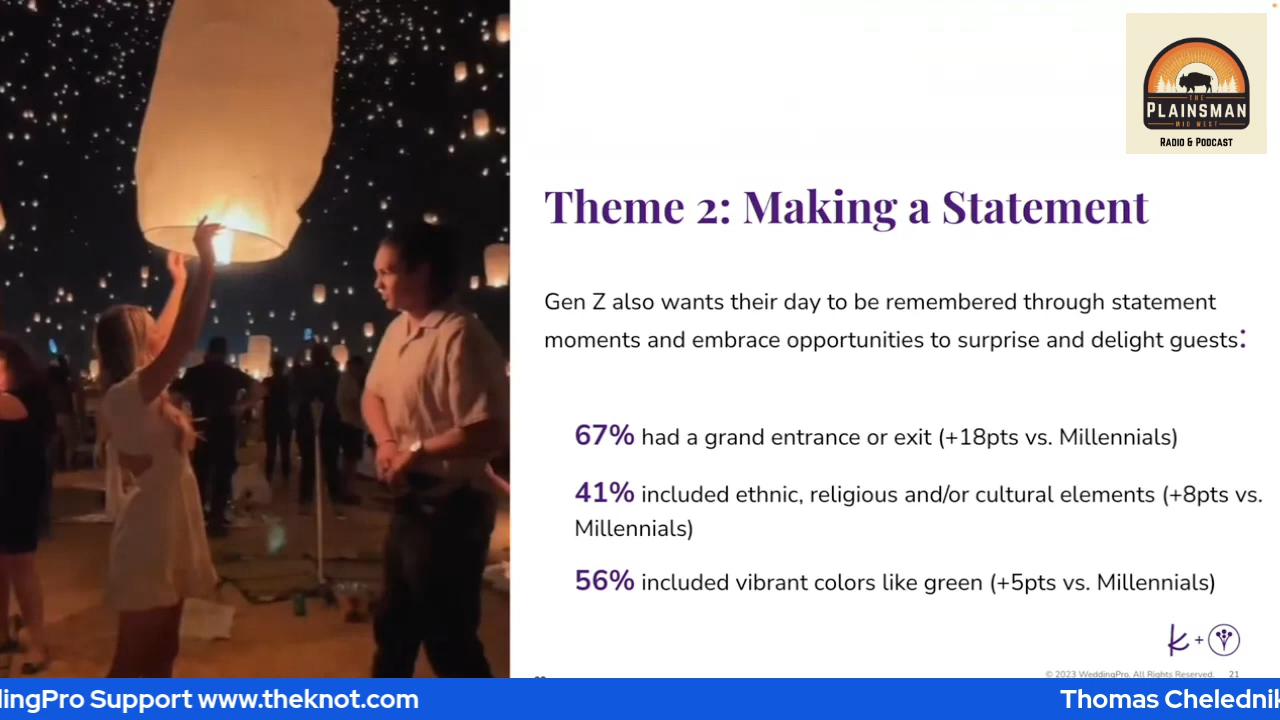 THE
PLAINSMAN
MID WEST
RADIO & PODCAST
Theme 2: Making a Statement
Gen Z also wants their day to be remembered through statement
moments and embrace opportunities to surprise and delight guests:
67% had a grand entrance or exit (+18pts vs. Millennials)
41% included ethnic, religious and/or cultural elements (+8pts vs.
Millennials)
56% included vibrant colors like green (+5pts vs. Millennials)
k +
© 2023 WeddingPro. All Rights Reserved. 21
dingPro Support www.theknot.com
Thomas Chelednik